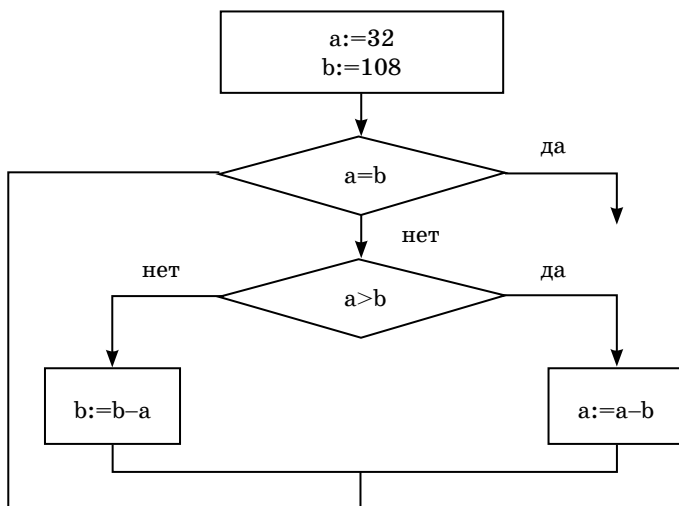 a:=32
b:=108
a=b
да
нет
a>b
нет
да
b:=b–a
a:=a–b